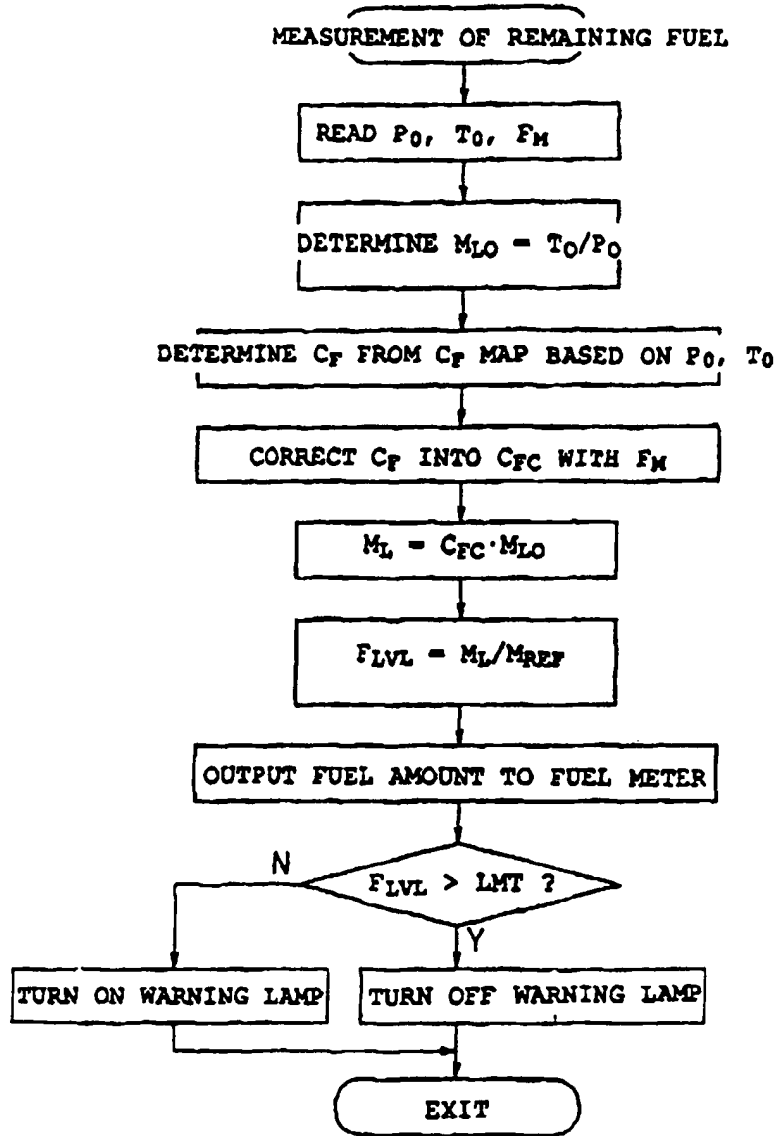 MEASUREMENT OF REMAINING FUEL
READ P0, T0, FM
DETERMINE MLO = TO/PO
DETERMINE CF FROM CF MAP BASED ON P0, T0
CORRECT CF INTO CFC WITH FM
ML = CFC·MLO
FLVL = ML/MREF
OUTPUT FUEL AMOUNT TO FUEL METER
N
FLVL > LMT ?
Y
TURN ON WARNING LAMP
TURN OFF WARNING LAMP
EXIT